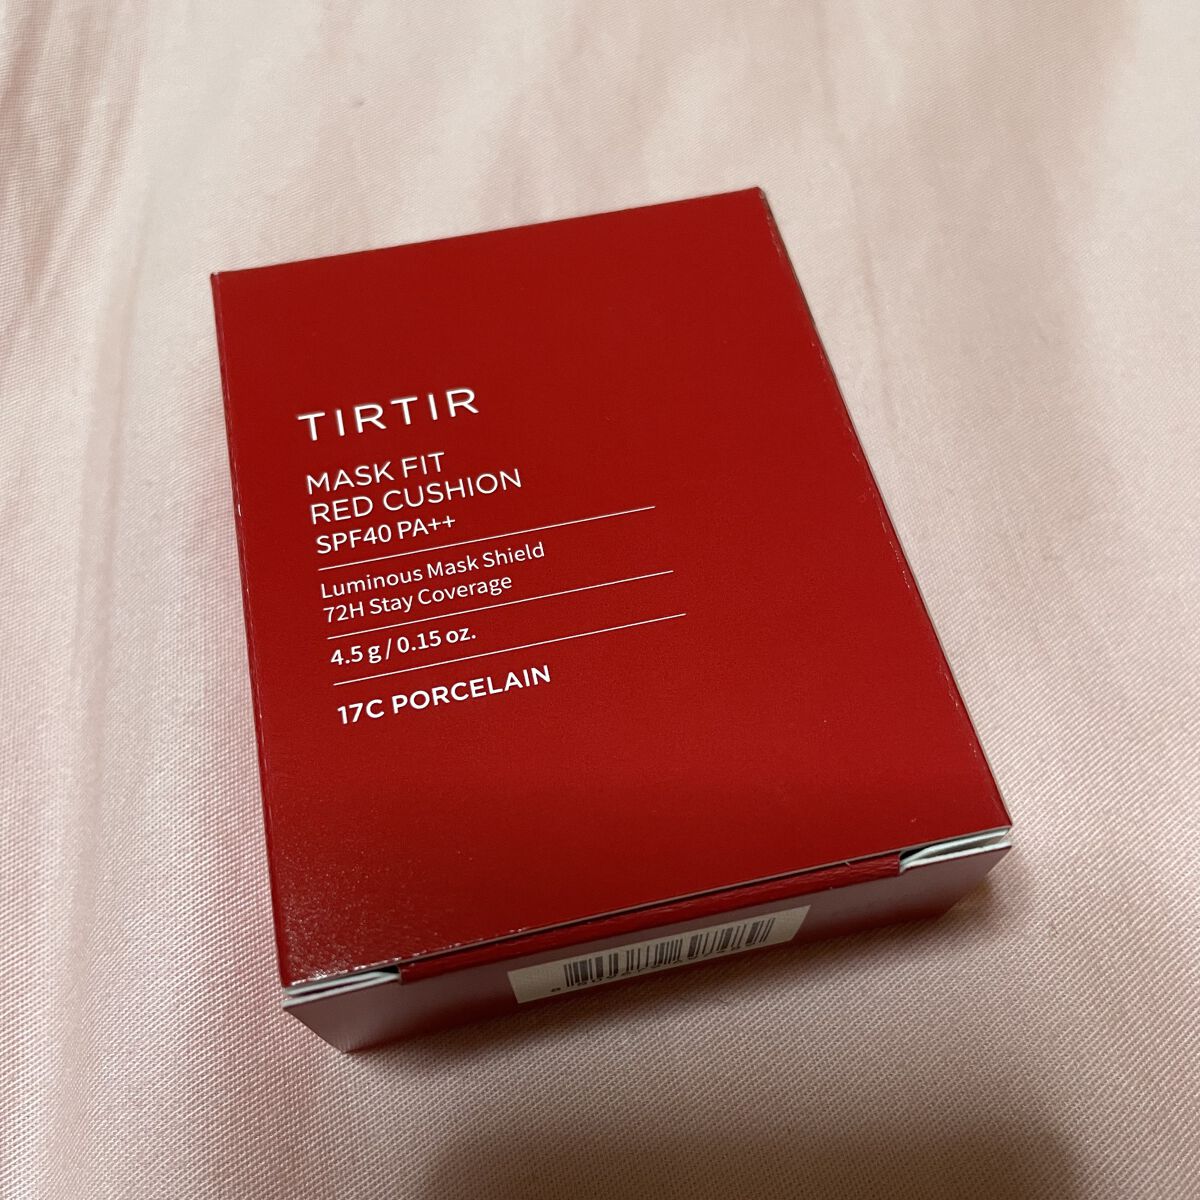 TIRTIR
MASK FIT
RED CUSHION
SPF40 PA++
Luminous Mask Shield
72H Stay Coverage
4.5 g / 0.15 oz.
17C PORCELAIN